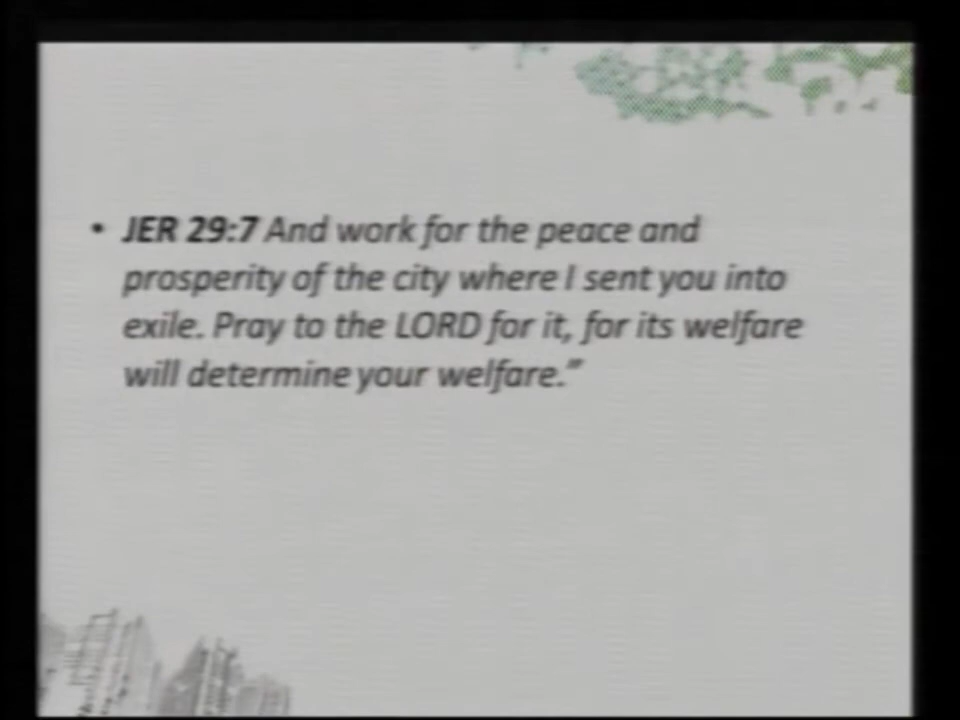 • JER 29:7 And work for the peace and
prosperity of the city where I sent you into
exile. Pray to the LORD for it, for its welfare
will determine your welfare.”